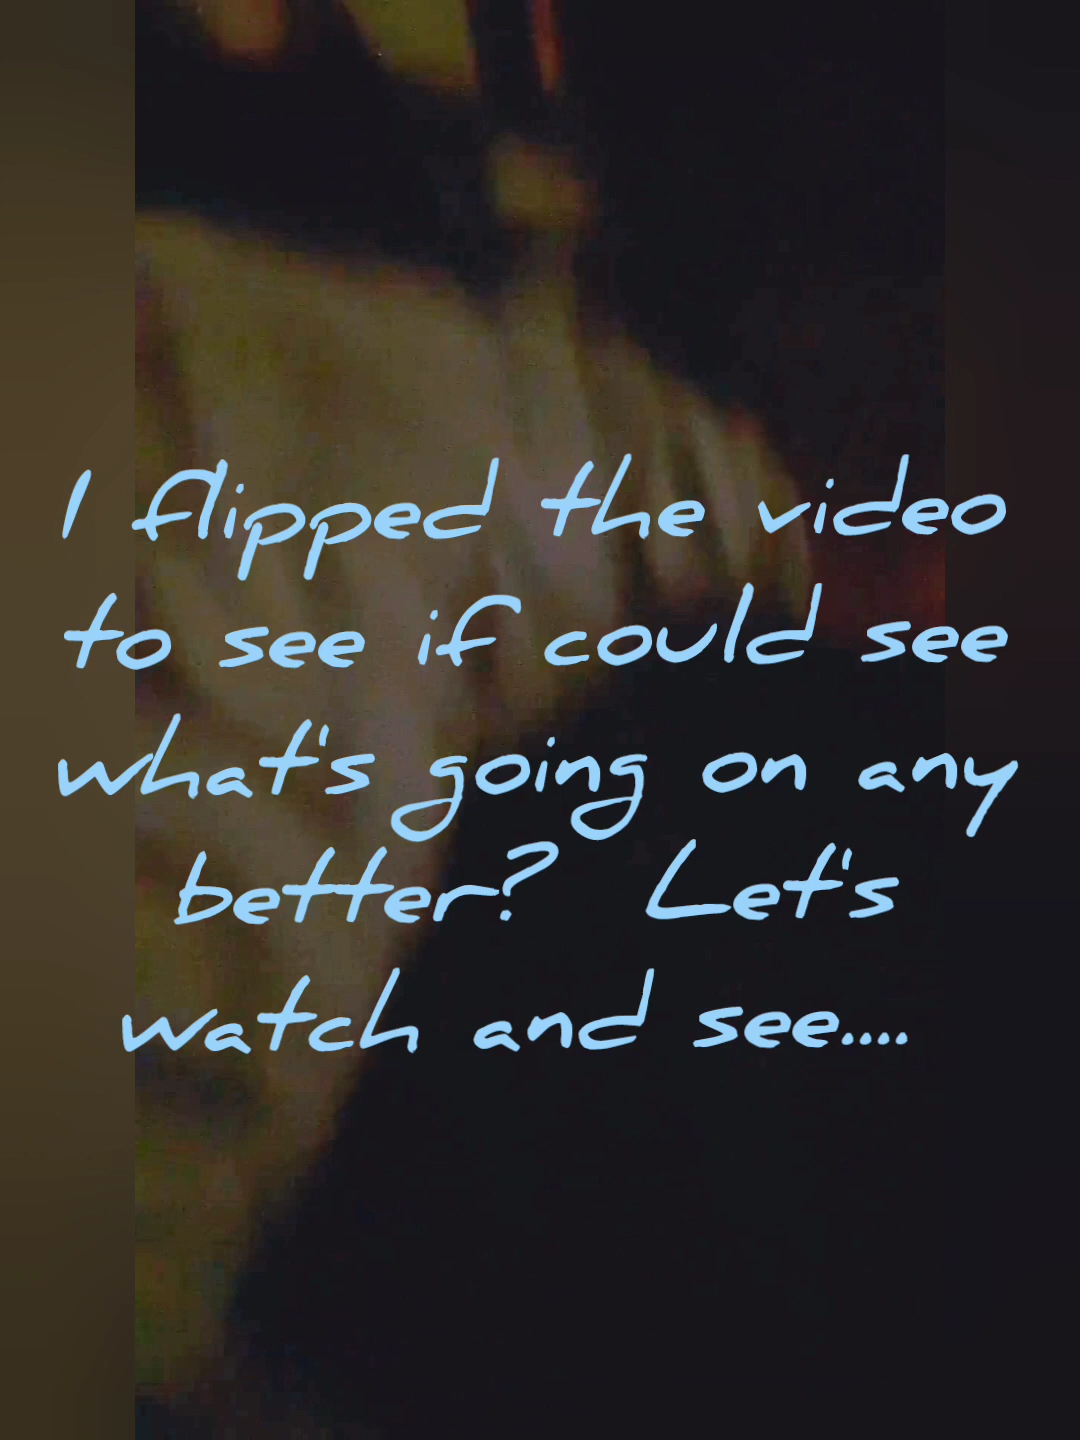 I flipped the video
to see if could see
what's going on any
better? Let's
watch and see....